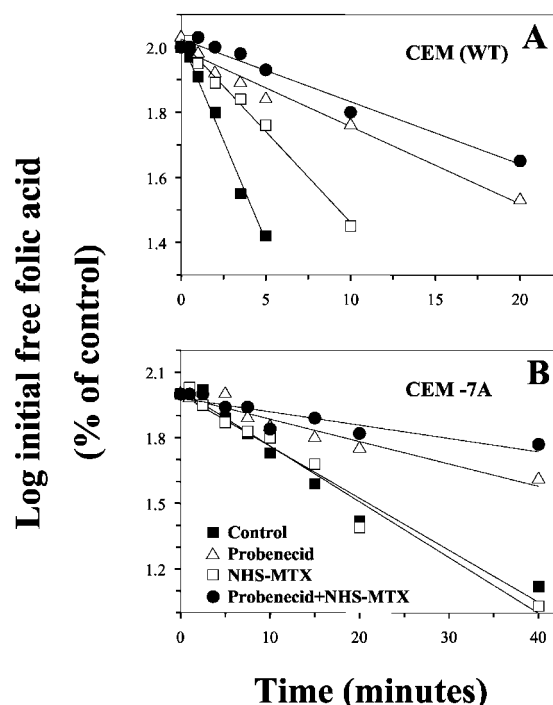 Log initial free folic acid
(% of control)
A
CEM (WT)
2.0
1.8
1.6
1.4
0 5 10 15 20
B
CEM -7A
2.1
1.8
1.5
1.2
Control
Probenecid
NHS-MTX
Probenecid+NHS-MTX
0 10 20 30 40
Time (minutes)